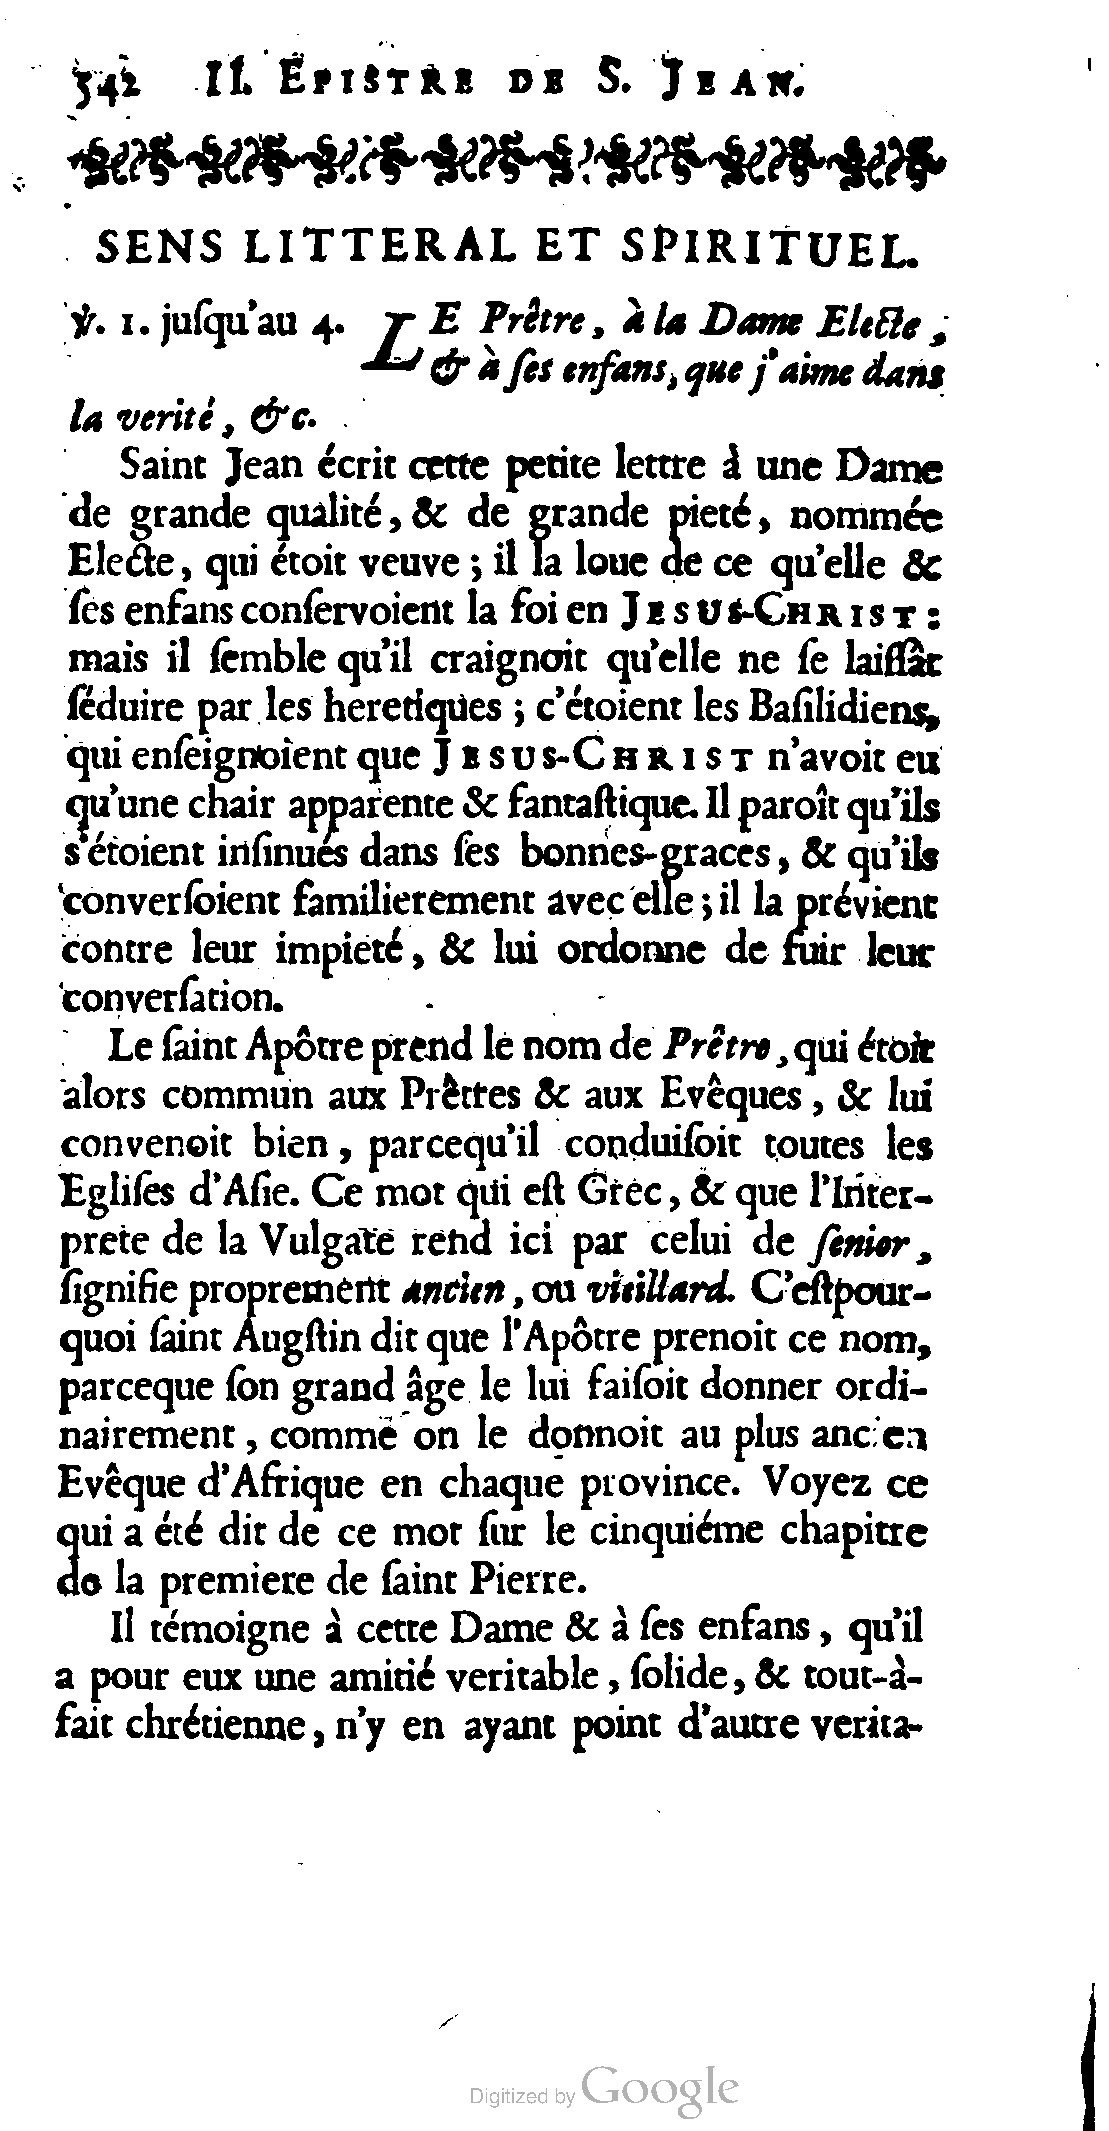 542 II. EPISTRE DE S. JEAN.
SENS LITTERAL ET SPIRITUEL.
℣. 1. juſqu'au 4. LE Prêtre, à la Dame Electe,
& à ſes enfans, que j'aime dans
la verité, &c.
Saint Jean écrit cette petite lettre à une Dame
de grande qualité, & de grande pieté, nommée
Electe, qui étoit veuve ; il la loue de ce qu'elle &
ſes enfans conſervoient la foi en JESUS-CHRIST :
mais il ſemble qu'il craignoit qu'elle ne ſe laiſſât
ſéduire par les heretiques ; c'étoient les Baſilidiens,
qui enſeignoient que JESUS-CHRIST n'avoit eu
qu'une chair apparente & fantaſtique. Il paroît qu'ils
s'étoient inſinués dans ſes bonnes-graces, & qu'ils
converſoient familierement avec elle ; il la prévient
contre leur impieté, & lui ordonne de fuir leur
converſation.
Le ſaint Apôtre prend le nom de Prêtre, qui étoit
alors commun aux Prêtres & aux Evêques, & lui
convenoit bien, parcequ'il conduiſoit toutes les
Egliſes d'Aſie. Ce mot qui eſt Grec, & que l'Inter-
prete de la Vulgate rend ici par celui de ſenior,
ſignifie proprement ancien, ou vieillard. C'eſtpour-
quoi ſaint Augſtin dit que l'Apôtre prenoit ce nom,
parceque ſon grand âge le lui faiſoit donner ordi-
nairement, comme on le donnoit au plus ancien
Evêque d'Afrique en chaque province. Voyez ce
qui a été dit de ce mot ſur le cinquiéme chapitre
de la premiere de ſaint Pierre.
Il témoigne à cette Dame & à ſes enfans, qu'il
a pour eux une amitié veritable, ſolide, & tout-à-
fait chrétienne, n'y en ayant point d'autre verita-
Digitized by Google